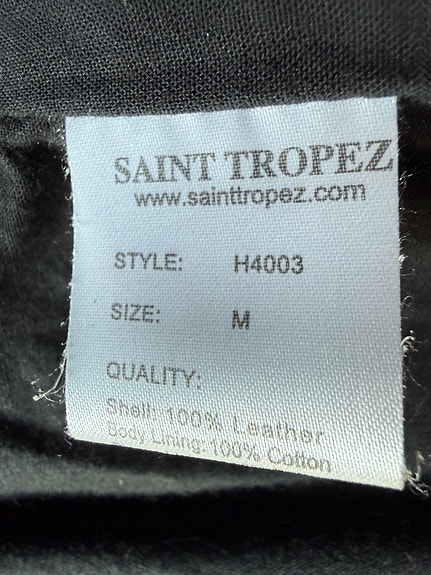 SAINT TROPEZ
www.sainttropez.com
STYLE: H4003
SIZE: M
QUALITY:
Shell: 100% Leather
Body Lining: 100% Cotton